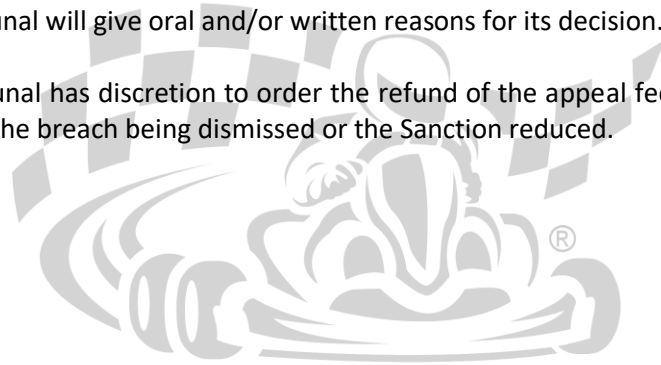 unal will give oral and/or written reasons for its decision.
unal has discretion to order the refund of the appeal fee
he breach being dismissed or the Sanction reduced.
®